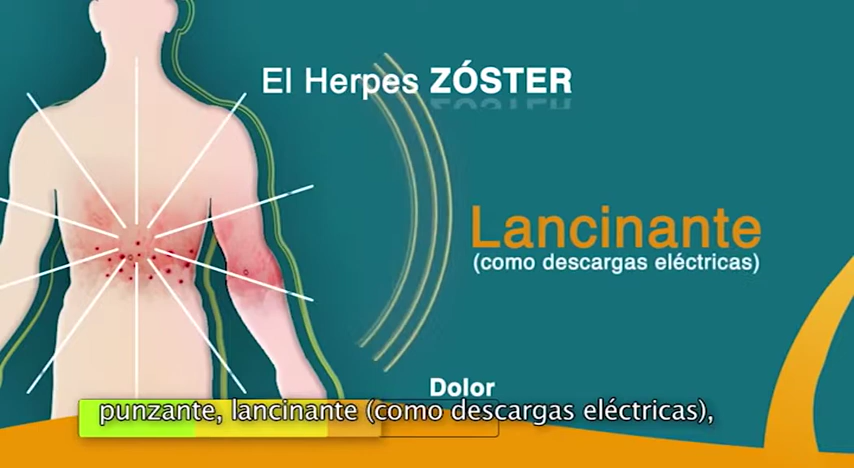 El Herpes ZÓSTER
Lancinante
(como descargas eléctricas)
Dolor
punzante, lancinante (como descargas eléctricas),